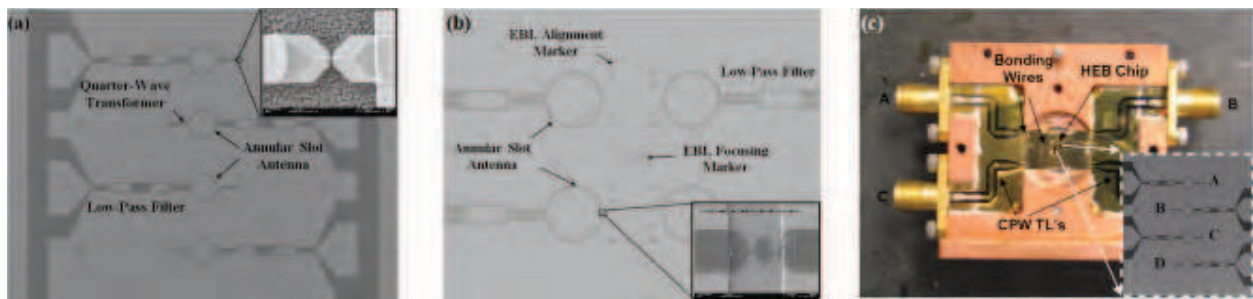 (a)
Quarter-Wave
Transformer
Annular Slot
Antenna
Low-Pass Filter
(b)
EBL Alignment
Marker
Low-Pass Filter
Annular Slot
Antenna
EBL Focusing
Marker
(c)
Bonding
Wires
HEB Chip
A
B
C
CPW TL's
A
B
C
D